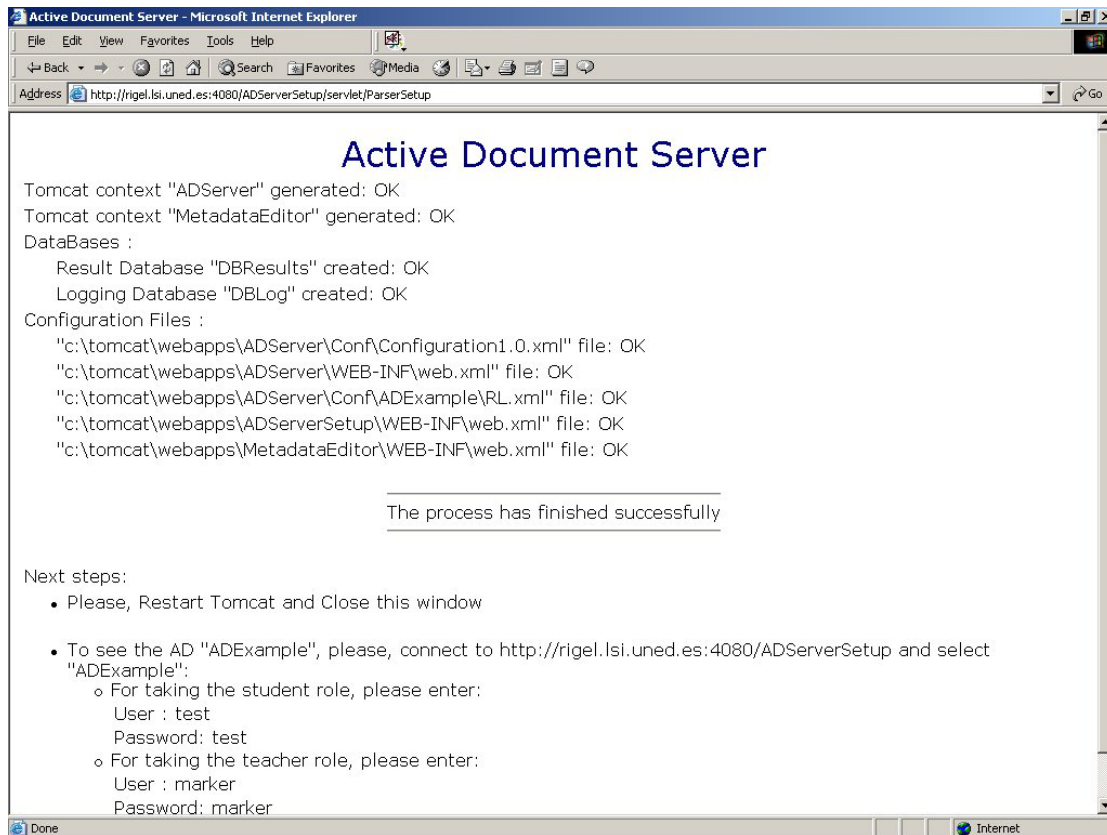 Active Document Server - Microsoft Internet Explorer
File Edit View Favorites Tools Help
Back Search Favorites Media
Address http://rigel.lsi.uned.es:4080/ADServerSetup/servlet/ParserSetup Go
Active Document Server
Tomcat context "ADServer" generated: OK
Tomcat context "MetadataEditor" generated: OK
DataBases :
Result Database "DBResults" created: OK
Logging Database "DBLog" created: OK
Configuration Files :
"c:\tomcat\webapps\ADServer\Conf\Configuration1.0.xml" file: OK
"c:\tomcat\webapps\ADServer\WEB-INF\web.xml" file: OK
"c:\tomcat\webapps\ADServer\Conf\ADExample\RL.xml" file: OK
"c:\tomcat\webapps\ADServerSetup\WEB-INF\web.xml" file: OK
"c:\tomcat\webapps\MetadataEditor\WEB-INF\web.xml" file: OK
The process has finished successfully
Next steps:
• Please, Restart Tomcat and Close this window
• To see the AD "ADExample", please, connect to http://rigel.lsi.uned.es:4080/ADServerSetup and select
"ADExample":
o For taking the student role, please enter:
User : test
Password: test
o For taking the teacher role, please enter:
User : marker
Password: marker
Done Internet